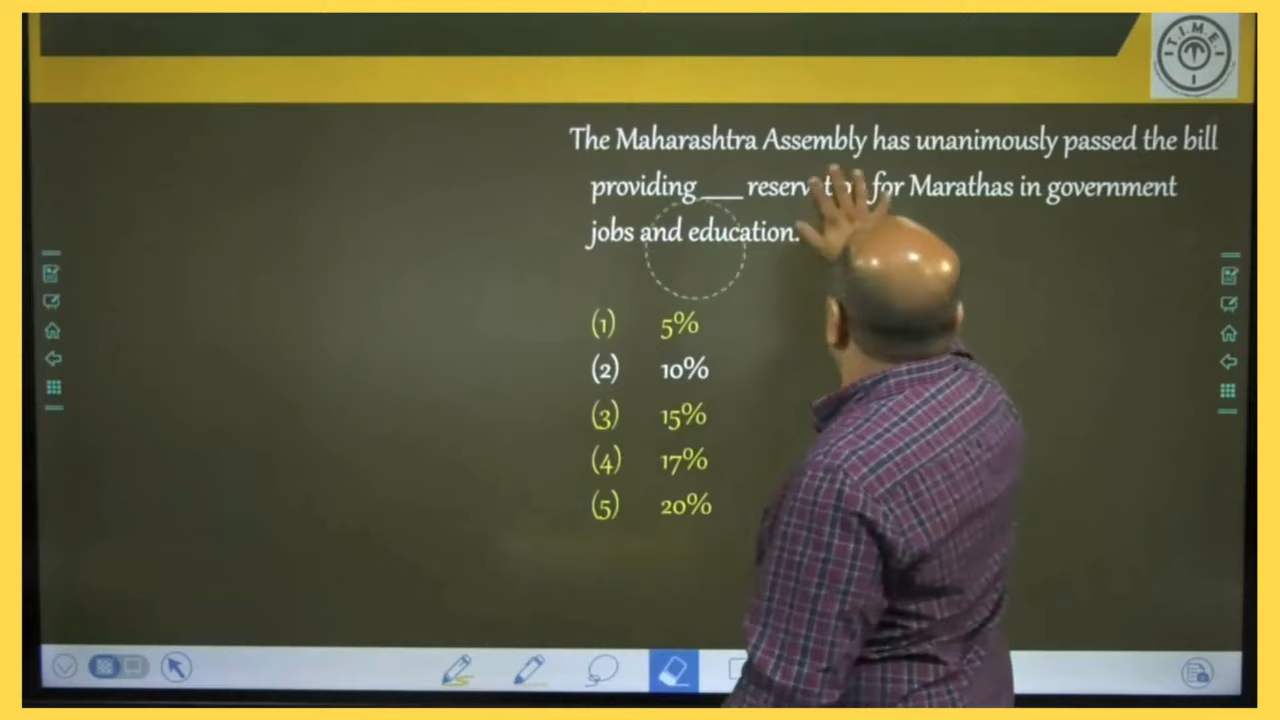 T.I.M.E.
The Maharashtra Assembly has unanimously passed the bill
providing ___ reservation for Marathas in government
jobs and education.
(1) 5%
(2) 10%
(3) 15%
(4) 17%
(5) 20%